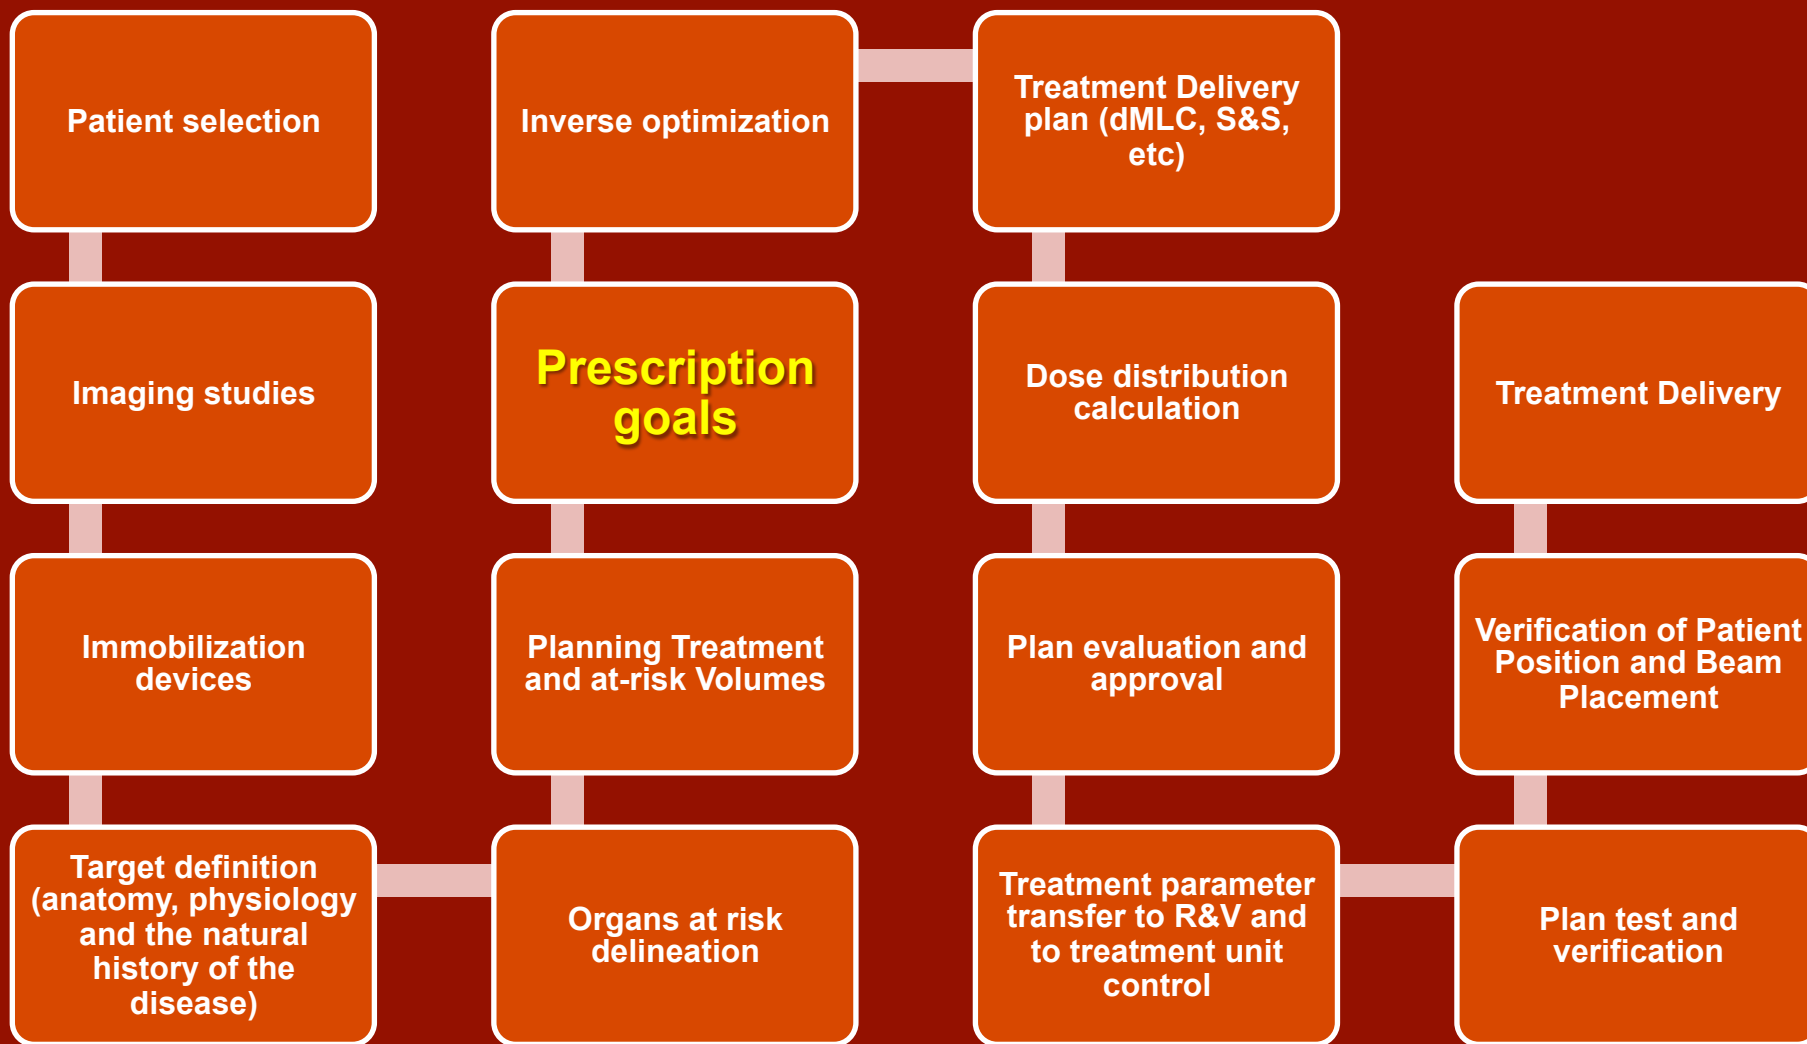 Patient selection
Imaging studies
Immobilization
devices
Target definition
(anatomy, physiology
and the natural
history of the
disease)
Organs at risk
delineation
Planning Treatment
and at-risk Volumes
Prescription
goals
Inverse optimization
Treatment Delivery
plan (dMLC, S&S,
etc)
Dose distribution
calculation
Plan evaluation and
approval
Treatment parameter
transfer to R&V and
to treatment unit
control
Plan test and
verification
Verification of Patient
Position and Beam
Placement
Treatment Delivery